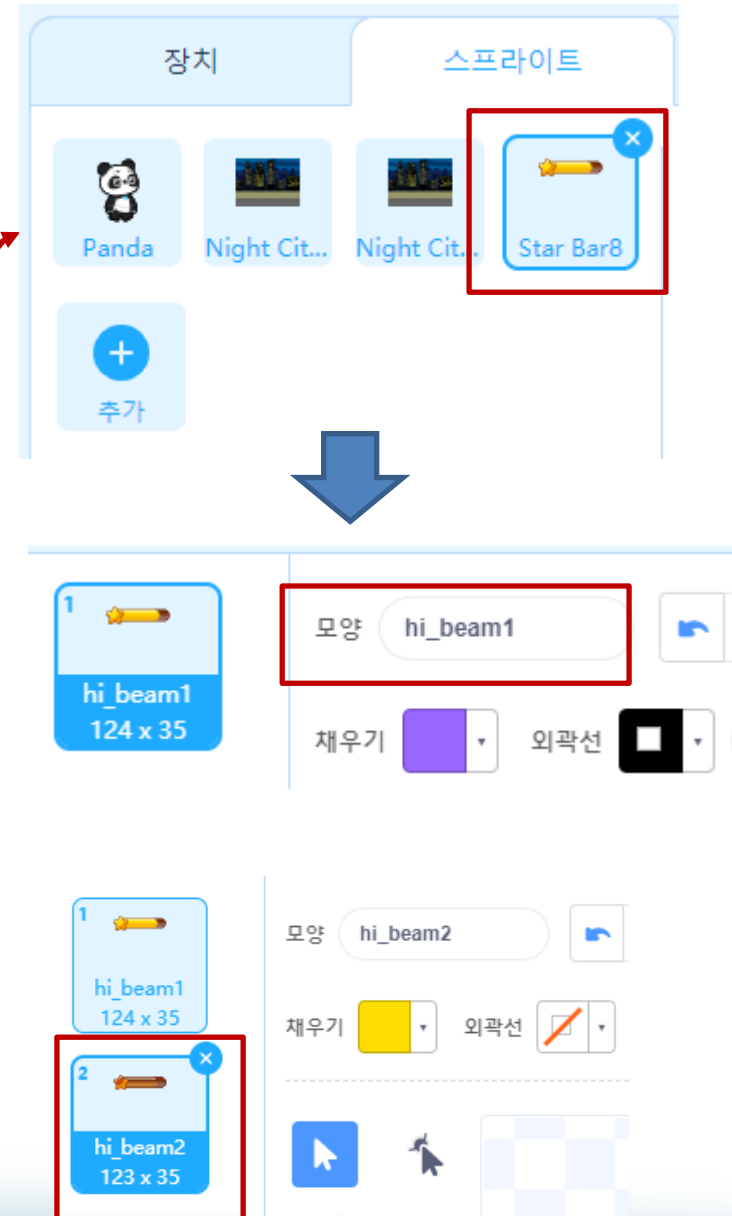 장치 스프라이트
Panda Night Cit... Night Cit... Star Bar8
추가
1
hi_beam1
124 x 35
모양 hi_beam1
채우기 외곽선
1
hi_beam1
124 x 35
2
hi_beam2
123 x 35
모양 hi_beam2
채우기 외곽선